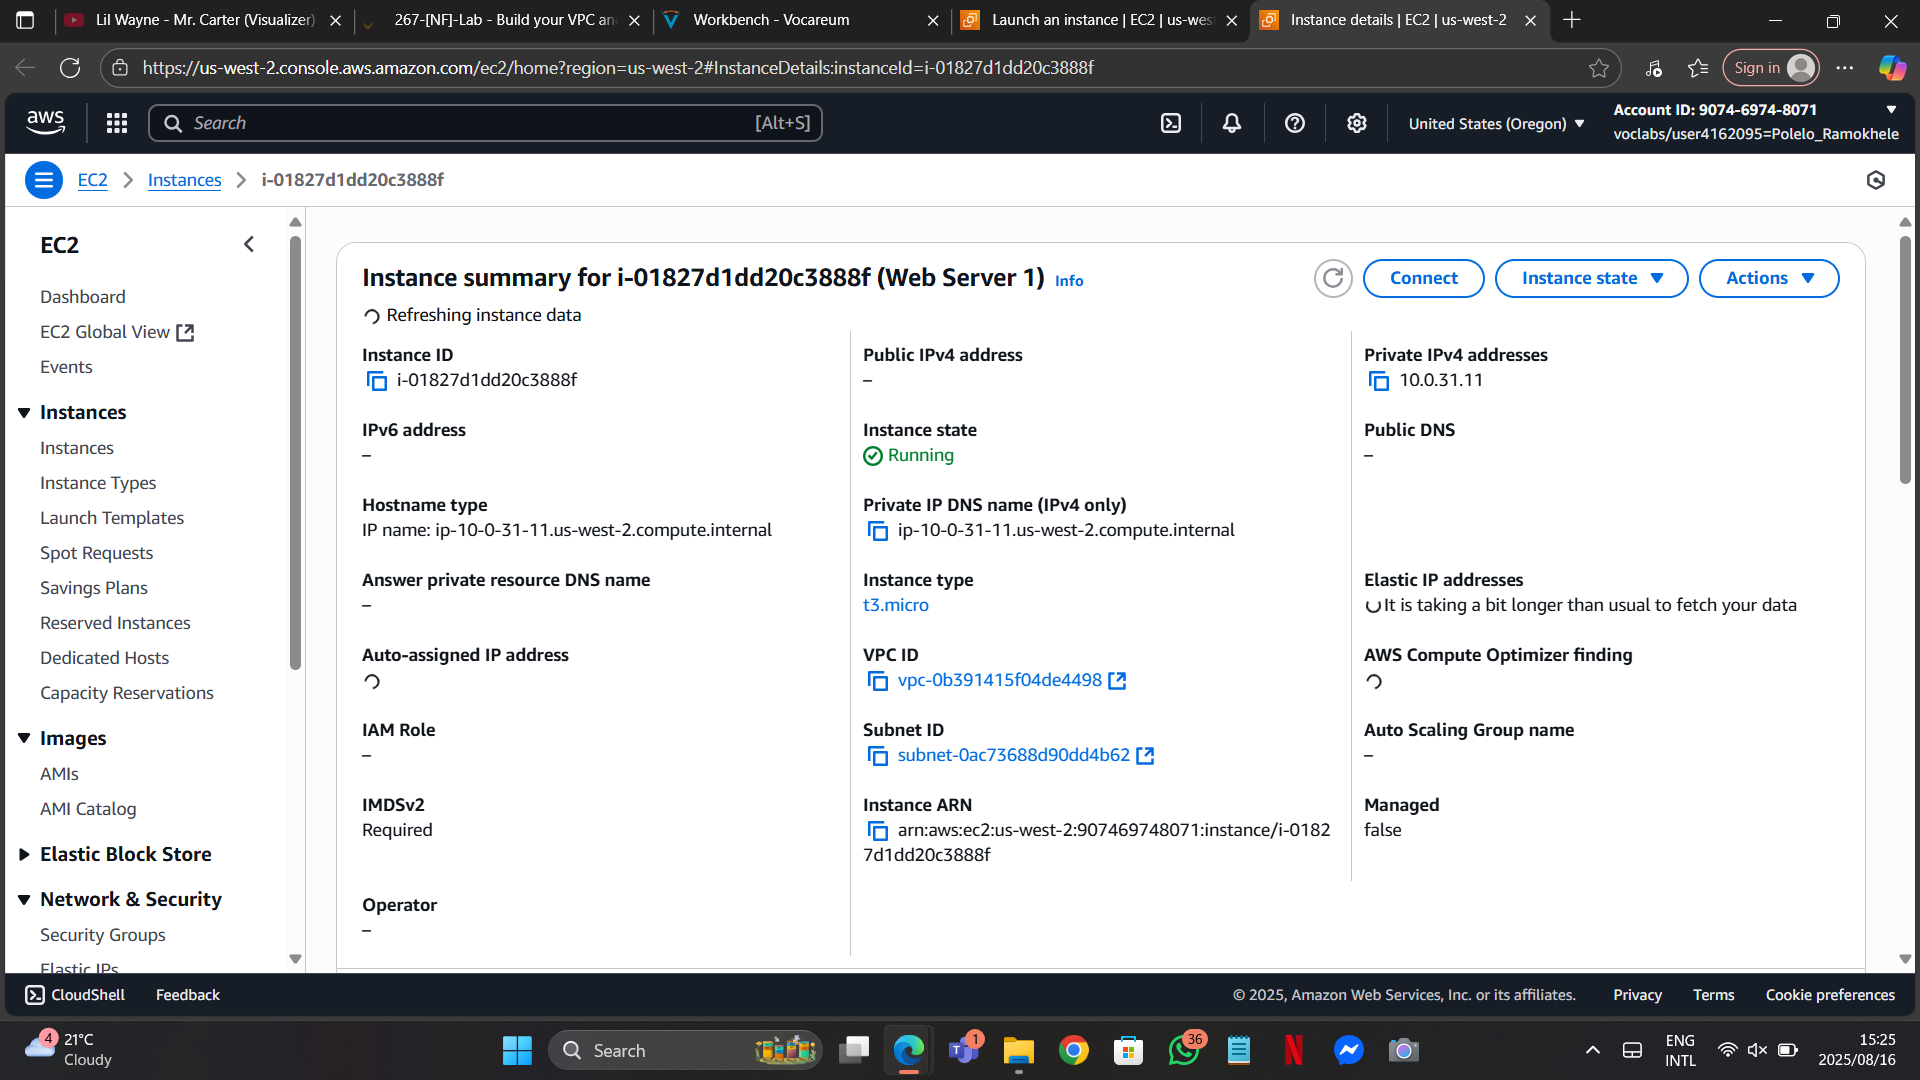 Lil Wayne - Mr. Carter (Visualizer)
267-[NF]-Lab - Build your VPC an
Workbench - Vocareum
Launch an instance | EC2 | us-wes
Instance details | EC2 | us-west-2
https://us-west-2.console.aws.amazon.com/ec2/home?region=us-west-2#InstanceDetails:instanceId=i-01827d1dd20c3888f
Sign in
aws
Search
[Alt+S]
United States (Oregon)
Account ID: 9074-6974-8071
voclabs/user4162095=Polelo_Ramokhele
EC2
Instances
i-01827d1dd20c3888f
EC2
Dashboard
EC2 Global View
Events
Instances
Instances
Instance Types
Launch Templates
Spot Requests
Savings Plans
Reserved Instances
Dedicated Hosts
Capacity Reservations
Images
AMIs
AMI Catalog
Elastic Block Store
Network & Security
Security Groups
Elastic IPs
Instance summary for i-01827d1dd20c3888f (Web Server 1) Info
Connect
Instance state
Actions
Refreshing instance data
Instance ID
i-01827d1dd20c3888f
Public IPv4 address
–
Private IPv4 addresses
10.0.31.11
IPv6 address
–
Instance state
Running
Public DNS
–
Hostname type
IP name: ip-10-0-31-11.us-west-2.compute.internal
Private IP DNS name (IPv4 only)
ip-10-0-31-11.us-west-2.compute.internal
Answer private resource DNS name
–
Instance type
t3.micro
Elastic IP addresses
It is taking a bit longer than usual to fetch your data
Auto-assigned IP address
VPC ID
vpc-0b391415f04de4498
AWS Compute Optimizer finding
IAM Role
–
Subnet ID
subnet-0ac73688d90dd4b62
Auto Scaling Group name
–
IMDSv2
Required
Instance ARN
arn:aws:ec2:us-west-2:907469748071:instance/i-0182
7d1dd20c3888f
Managed
false
Operator
–
CloudShell
Feedback
© 2025, Amazon Web Services, Inc. or its affiliates.
Privacy
Terms
Cookie preferences
4
21°C
Cloudy
Search
1
36
ENG
INTL
15:25
2025/08/16